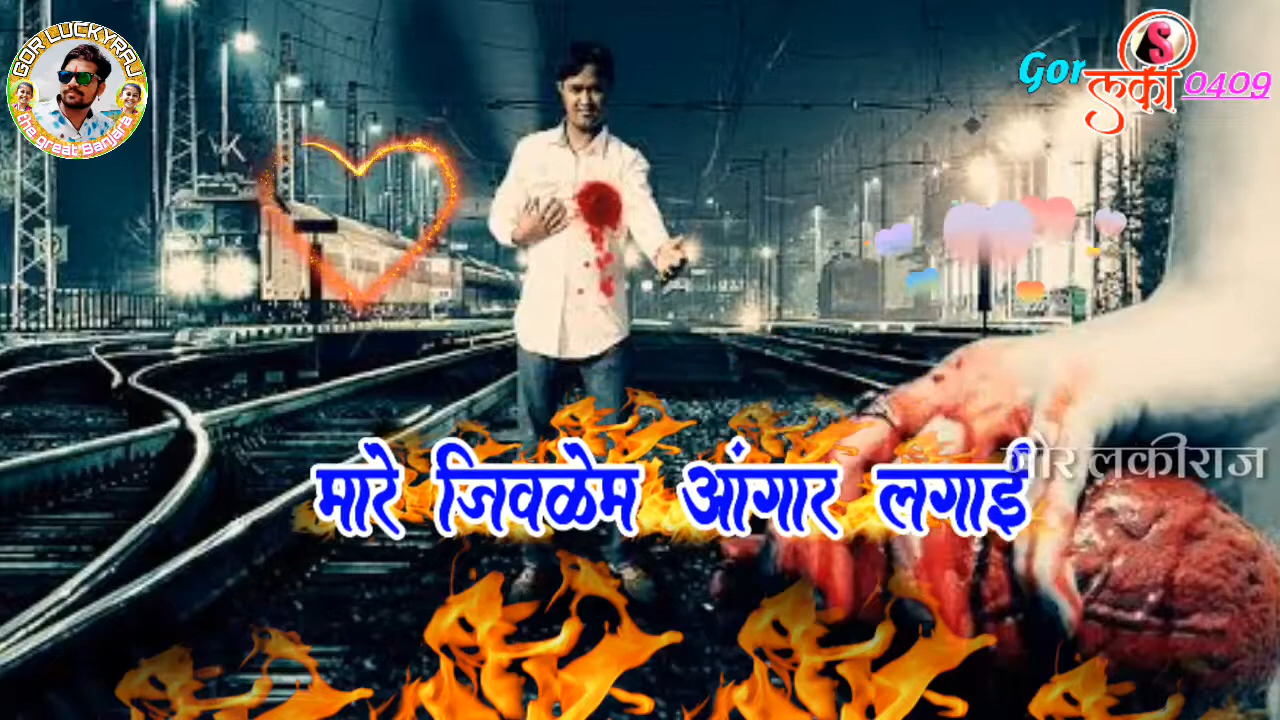 GOR LUCKYRAJ
the great Banjara
Gor लकी 0409
S
मारे जिवळेम आंगार लगाई
गोर लकीराज